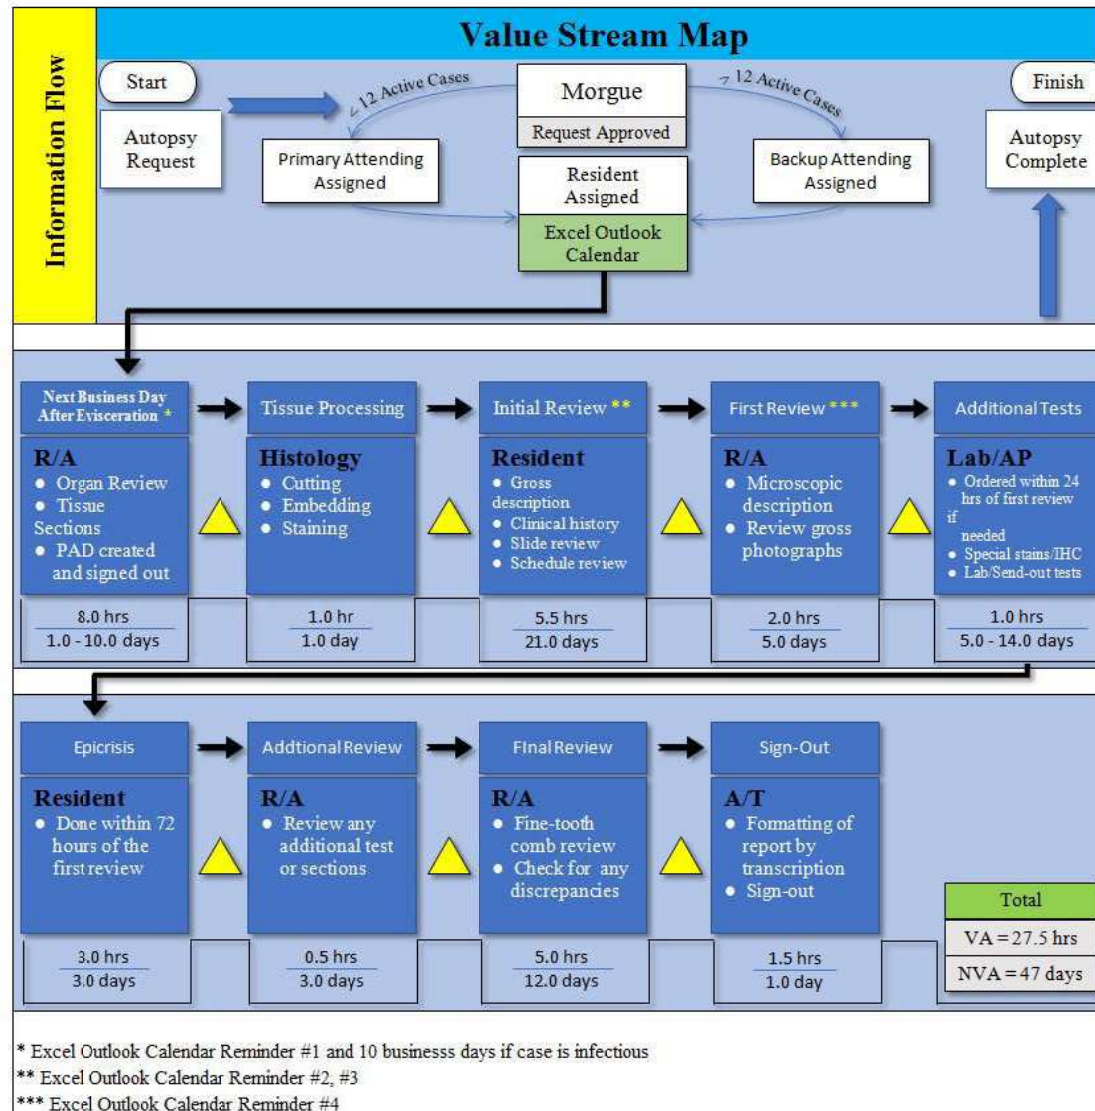 Value Stream Map
Information Flow
Start
Autopsy
Request
< 12 Active Cases
Morgue
Request Approved
> 12 Active Cases
Primary Attending
Assigned
Resident
Assigned
Excel Outlook
Calendar
Backup Attending
Assigned
Finish
Autopsy
Complete
Next Business Day
After Evisceration *
R/A
● Organ Review
● Tissue
Sections
● PAD created
and signed out
8.0 hrs
1.0 - 10.0 days
Tissue Processing
Histology
● Cutting
● Embedding
● Staining
1.0 hr
1.0 day
Initial Review **
Resident
● Gross
description
● Clinical history
● Slide review
● Schedule review
5.5 hrs
21.0 days
First Review ***
R/A
● Microscopic
description
● Review gross
photographs
2.0 hrs
5.0 days
Additional Tests
Lab/AP
● Ordered within 24
hrs of first review
if
needed
● Special stains/IHC
● Lab/Send-out tests
1.0 hrs
5.0 - 14.0 days
Epicrisis
Resident
● Done within 72
hours of the
first review
3.0 hrs
3.0 days
Addtional Review
R/A
● Review any
additional test
or sections
0.5 hrs
3.0 days
FInal Review
R/A
● Fine-tooth
comb review
● Check for any
discrepancies
5.0 hrs
12.0 days
Sign-Out
A/T
● Formatting of
report by
transcription
● Sign-out
1.5 hrs
1.0 day
Total
VA = 27.5 hrs
NVA = 47 days
* Excel Outlook Calendar Reminder #1 and 10 businesss days if case is infectious
** Excel Outlook Calendar Reminder #2, #3
*** Excel Outlook Calendar Reminder #4